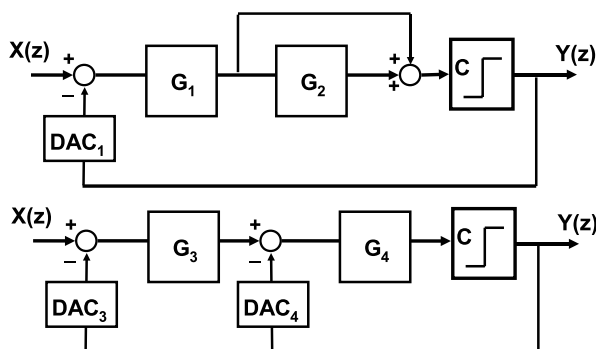 X(z) + G₁ G₂ + C Y(z)
− +
DAC₁
X(z) + G₃ + G₄ C Y(z)
− −
DAC₃ DAC₄